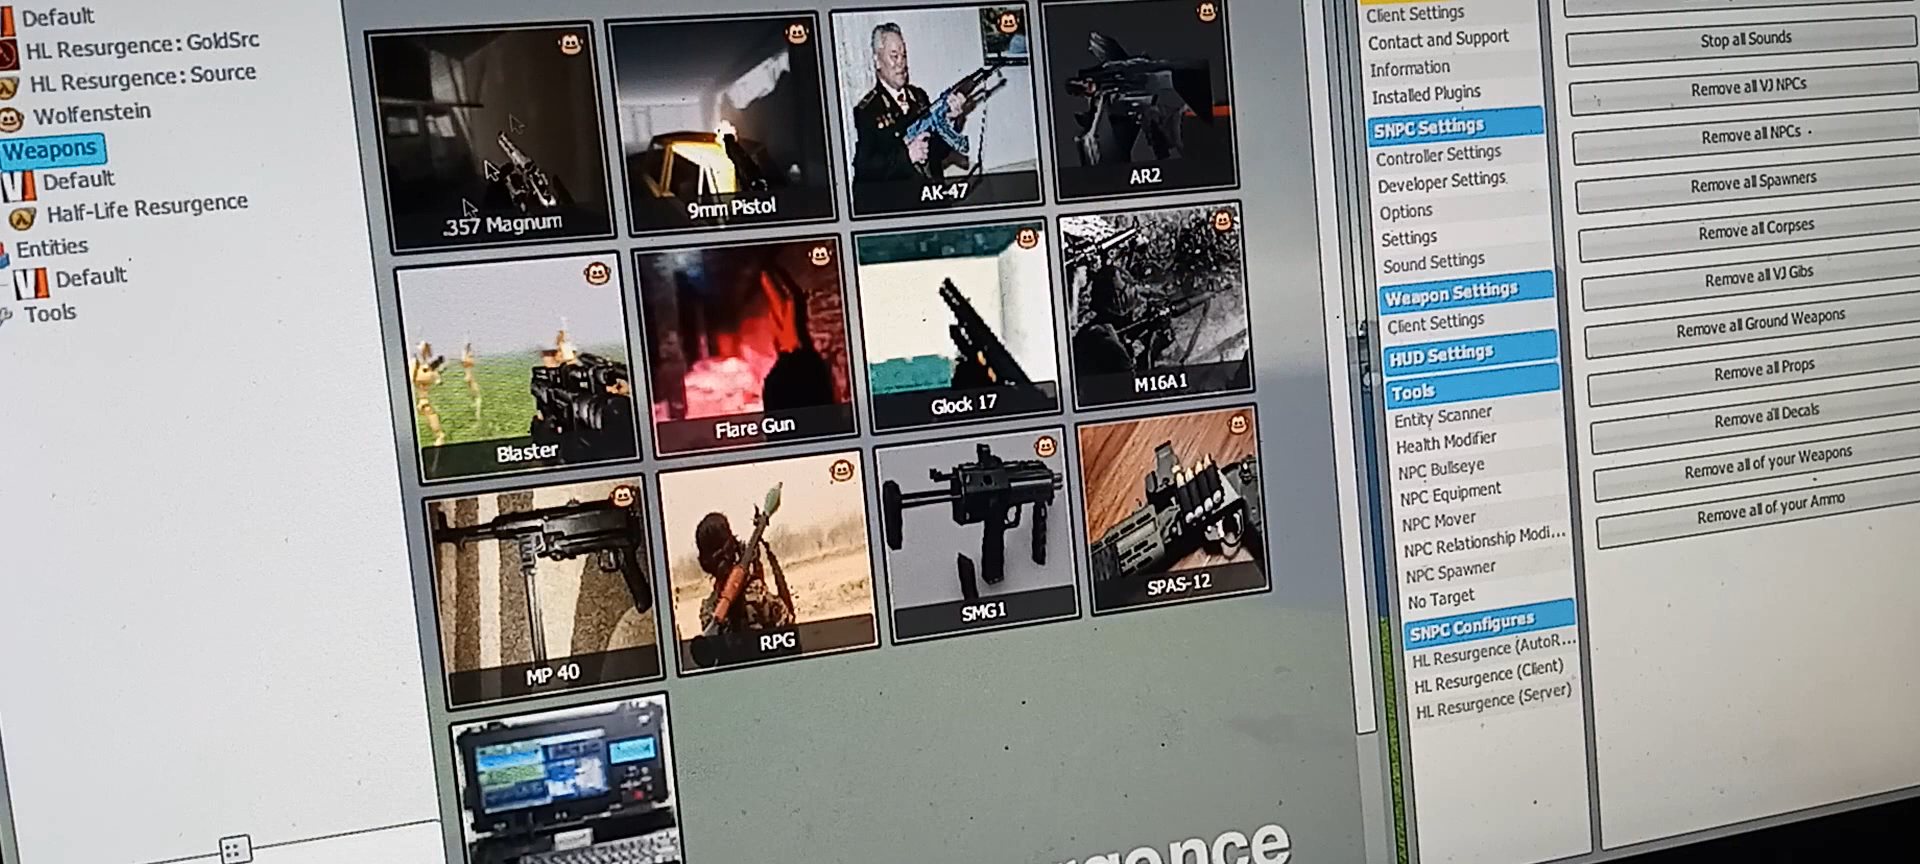 Default
HL Resurgence: GoldSrc
HL Resurgence: Source
Wolfenstein
Weapons
Default
Half-Life Resurgence
Entities
Default
Tools
.357 Magnum
9mm Pistol
AK-47
AR2
Blaster
Flare Gun
Glock 17
M16A1
MP 40
RPG
SMG1
SPAS-12
Client Settings
Contact and Support
Information
Installed Plugins
SNPC Settings
Controller Settings
Developer Settings
Options
Settings
Sound Settings
Weapon Settings
Client Settings
HUD Settings
Tools
Entity Scanner
Health Modifier
NPC Bullseye
NPC Equipment
NPC Mover
NPC Relationship Modi...
NPC Spawner
No Target
SNPC Configures
HL Resurgence (AutoR...
HL Resurgence (Client)
HL Resurgence (Server)
Stop all Sounds
Remove all VJ NPCs
Remove all NPCs
Remove all Spawners
Remove all Corpses
Remove all VJ Gibs
Remove all Ground Weapons
Remove all Props
Remove all Decals
Remove all of your Weapons
Remove all of your Ammo